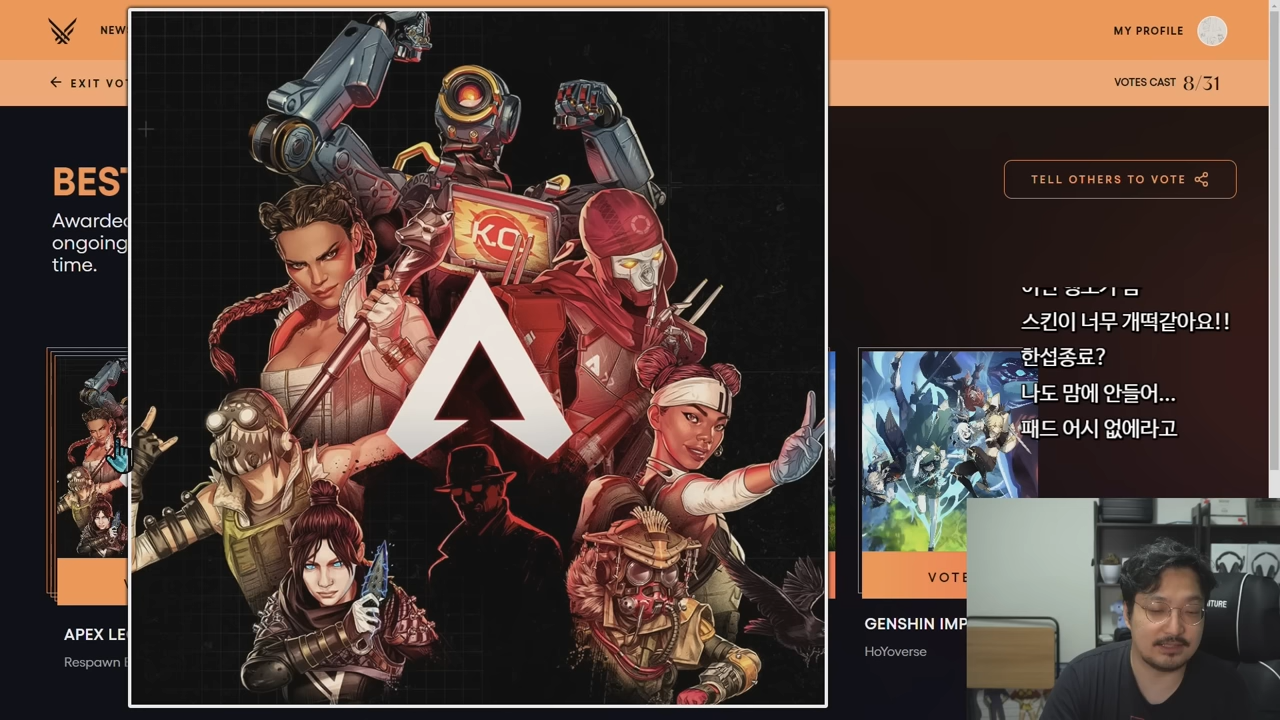 NEWS
MY PROFILE
EXIT VOT
VOTES CAST 8/31
BEST
TELL OTHERS TO VOTE
Awarded
ongoing
time.
K.O.
스킨이 너무 개떡같아요!!
한섭종료?
나도 맘에 안들어...
패드 어시 없에라고
VOTE
APEX LE
GENSHIN IMP
Respawn E
HoYoverse